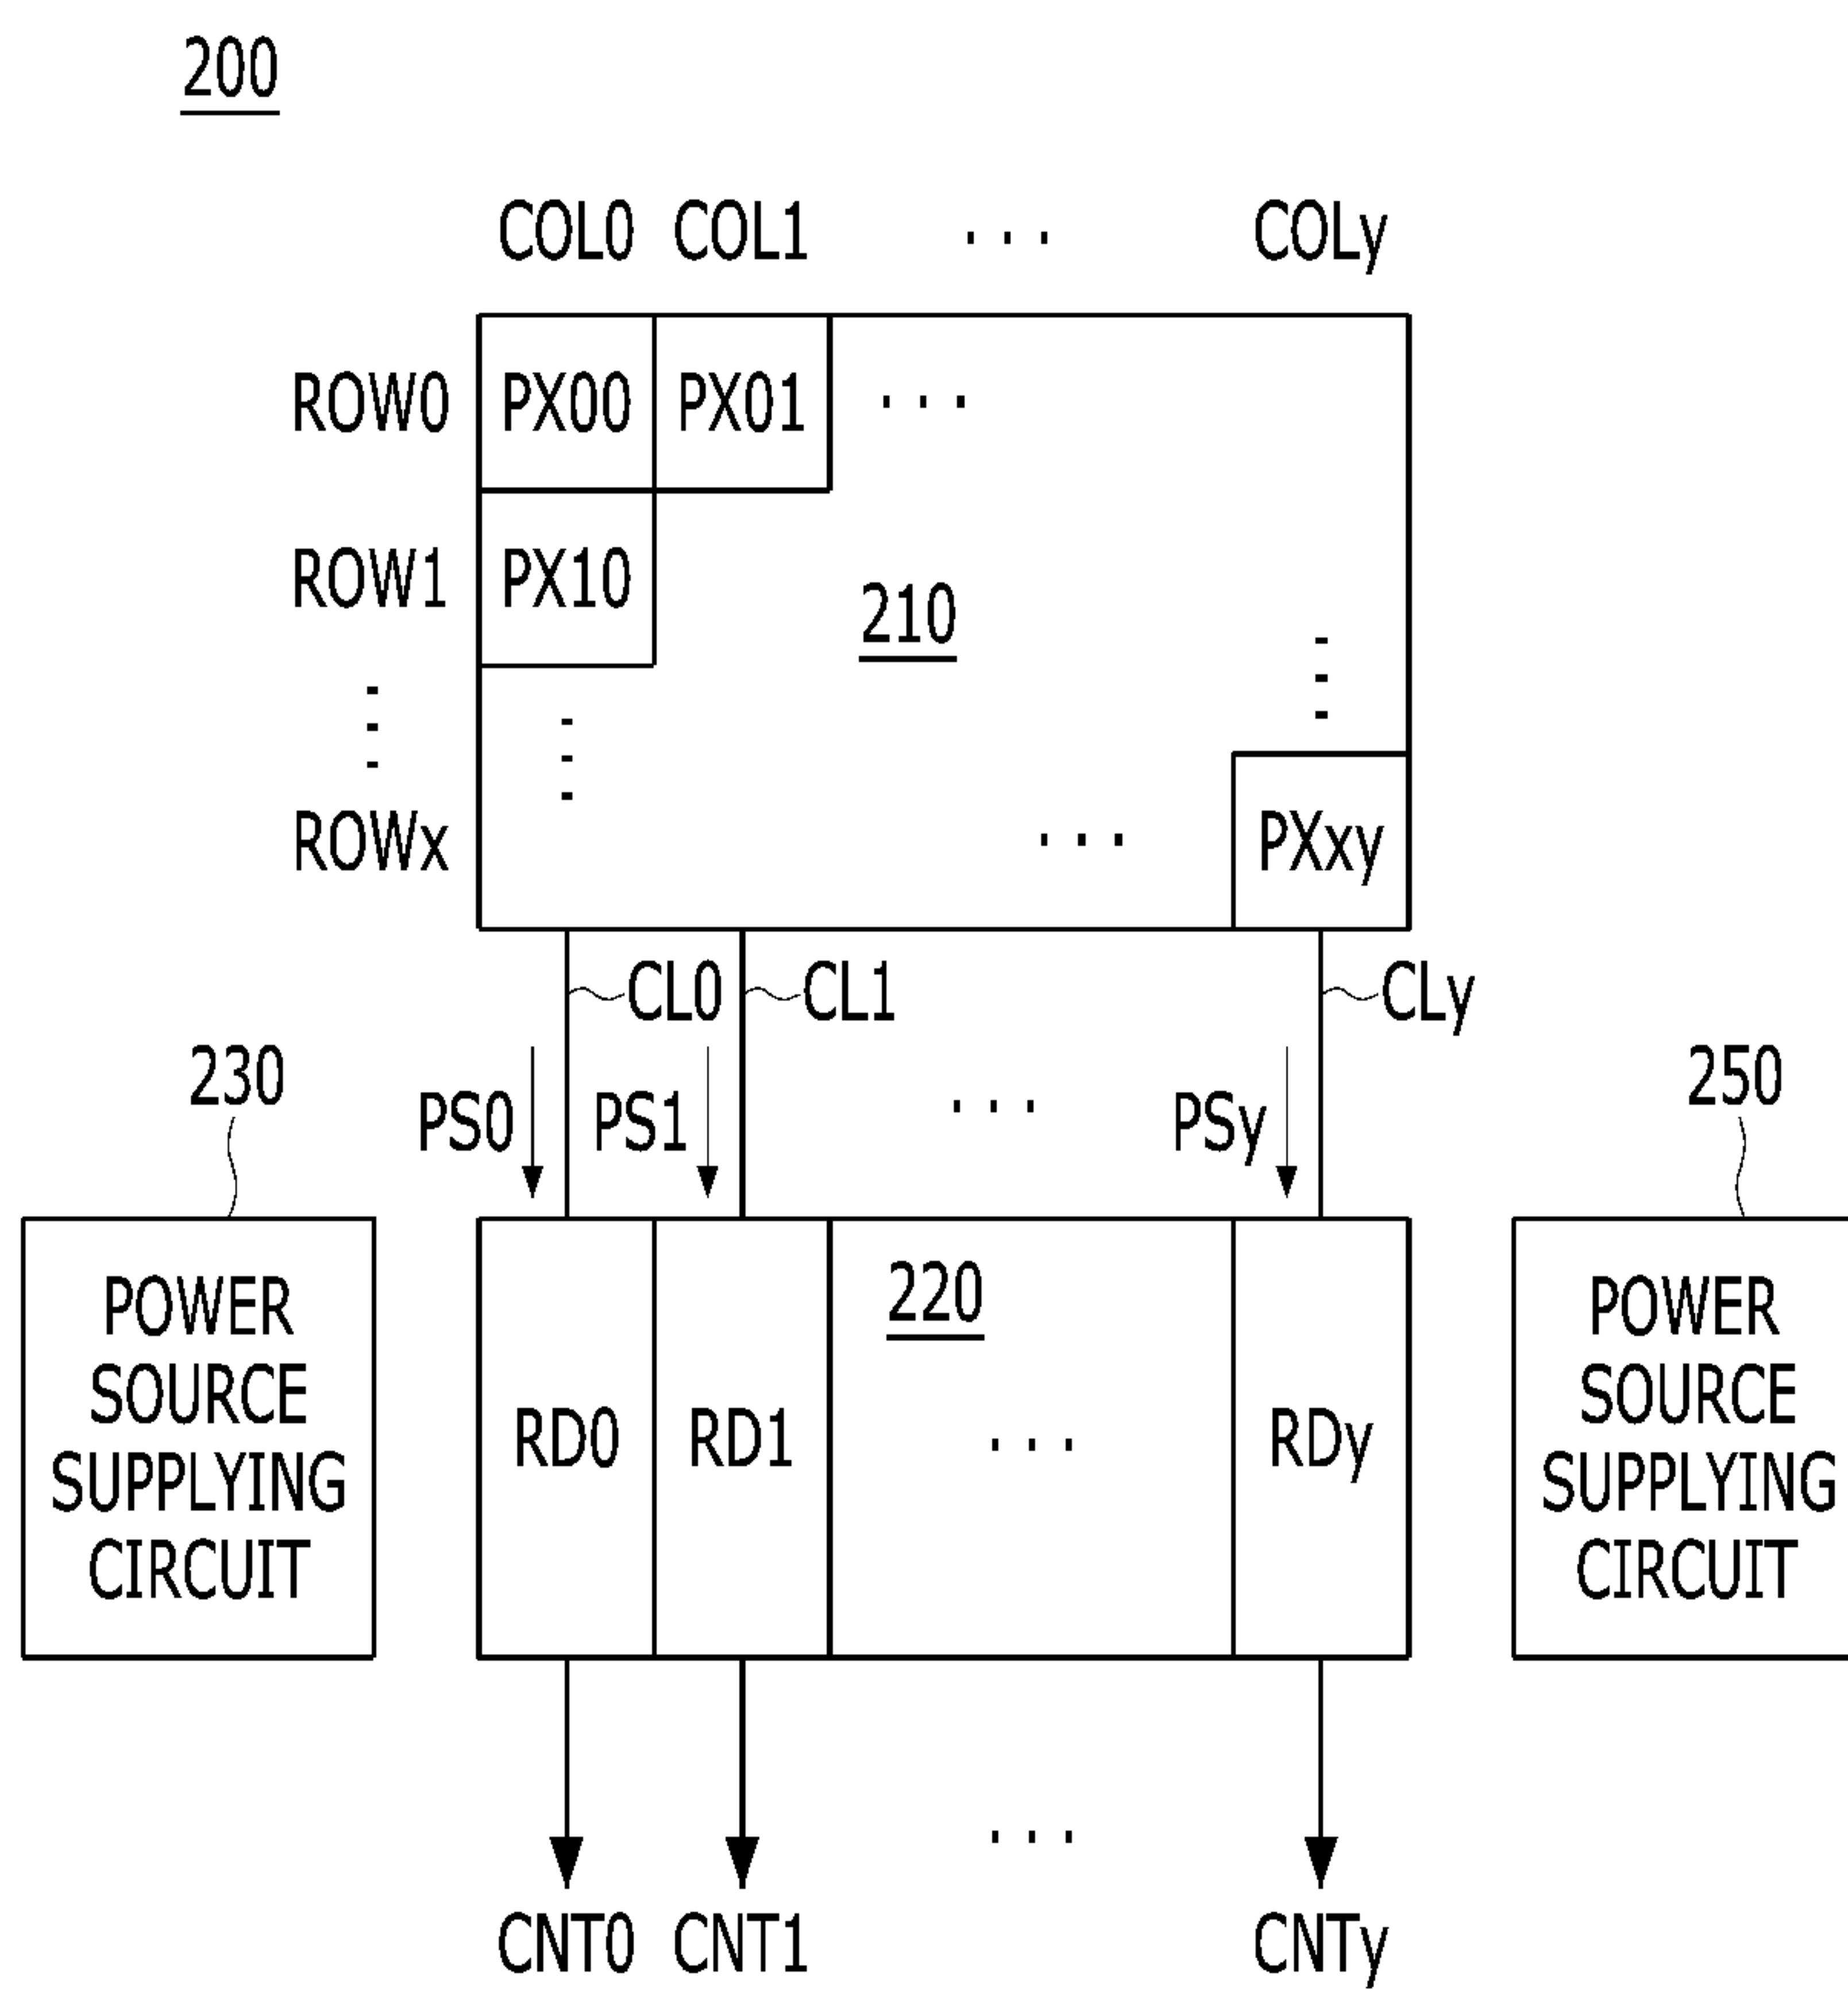 200
COL0 COL1 ... COLy
ROW0 PX00 PX01 ...
ROW1 PX10
210
ROWx ... PXxy
CL0 CL1 CLy
230 250
PS0 PS1 ... PSy
220
POWER
SOURCE
SUPPLYING
CIRCUIT
RD0 RD1 ... RDy
POWER
SOURCE
SUPPLYING
CIRCUIT
...
CNT0 CNT1 CNTy